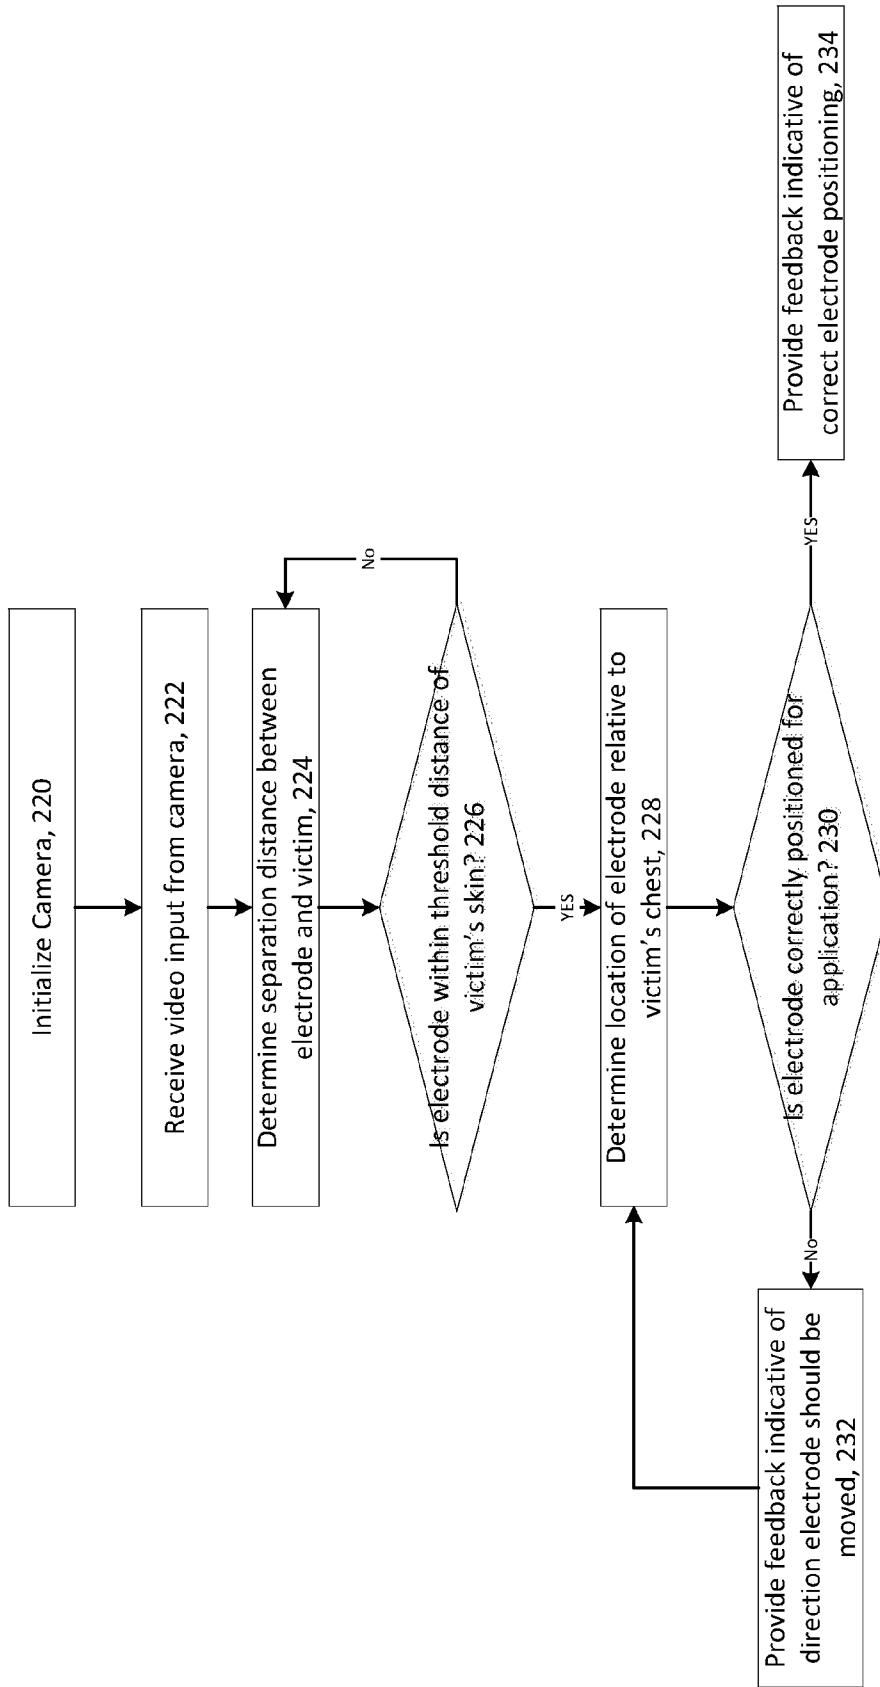 Initialize Camera, 220
Receive video input from camera, 222
Determine separation distance between
electrode and victim, 224
No
Is electrode within threshold distance of
victim's skin? 226
YES
Determine location of electrode relative to
victim's chest, 228
Is electrode correctly positioned for
application? 230
No
YES
Provide feedback indicative of
direction electrode should be
moved, 232
Provide feedback indicative of
correct electrode positioning, 234